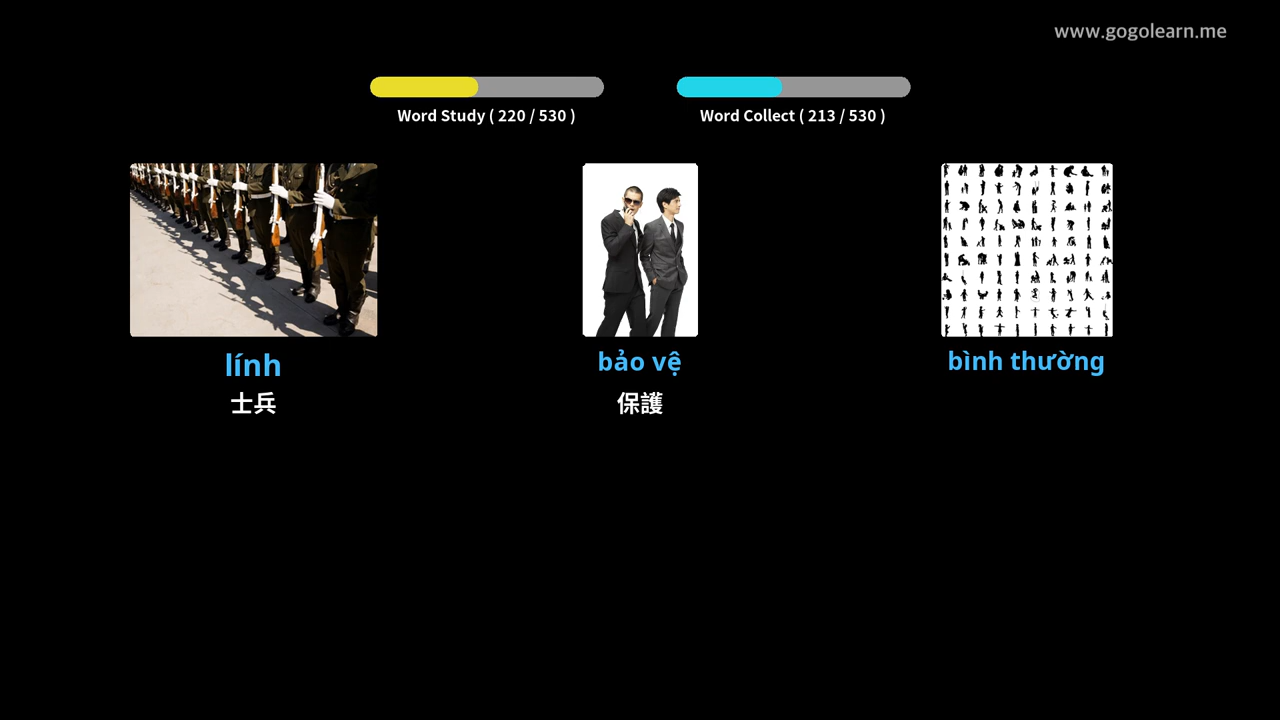 www.gogolearn.me
Word Study ( 220 / 530 )
Word Collect ( 213 / 530 )
lính
士兵
bảo vệ
保護
bình thường